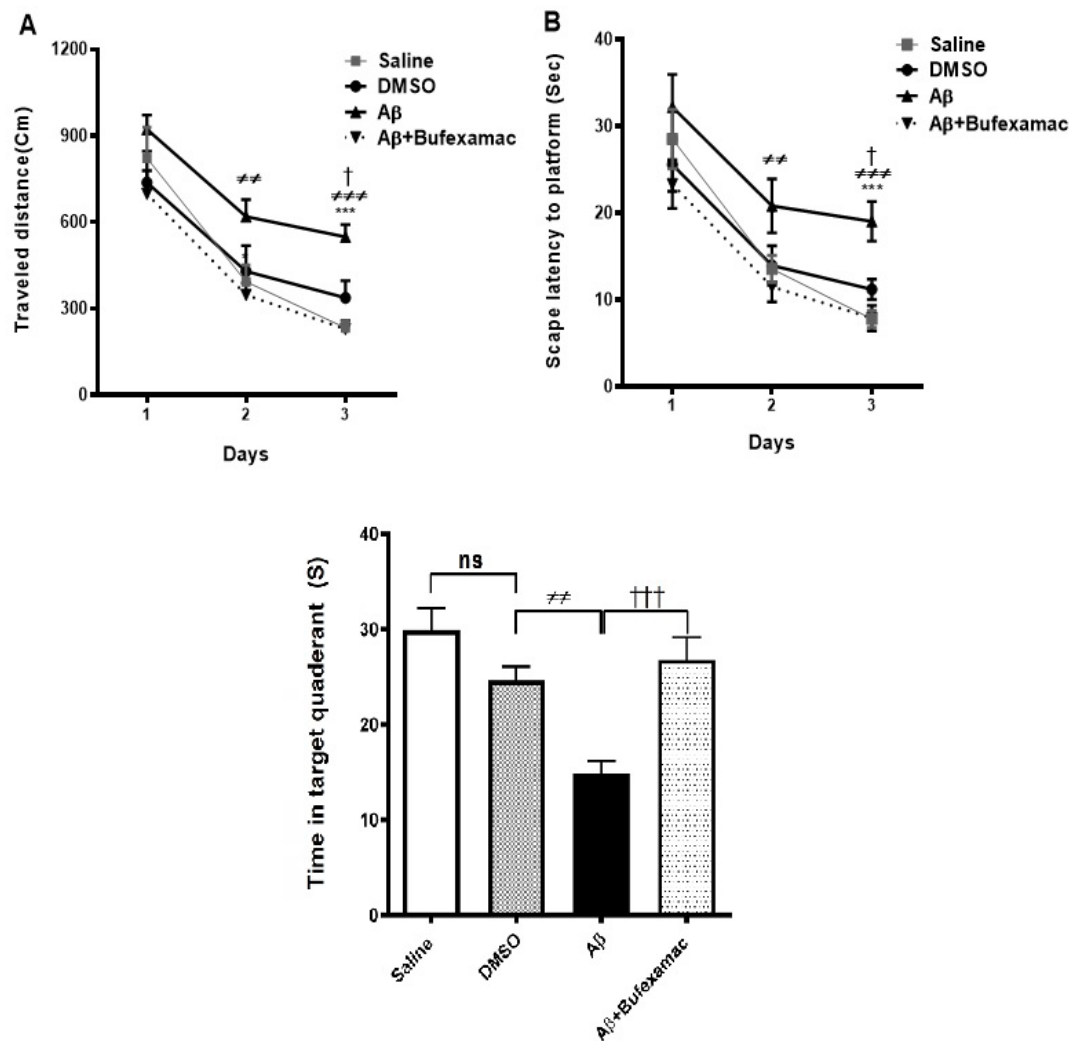 A
1200
900
600
300
0
Traveled distance(Cm)
Saline
DMSO
Aβ
Aβ+Bufexamac
≠≠
†
≠≠≠
***
*
1 2 3
Days
B
40
30
20
10
0
Scape latency to platform (Sec)
Saline
DMSO
Aβ
Aβ+Bufexamac
≠≠
†
≠≠≠
***
1 2 3
Days
40
30
20
10
0
Time in target quaderant (S)
ns
≠≠
†††
Saline
DMSO
Aβ
Aβ+Bufexamac